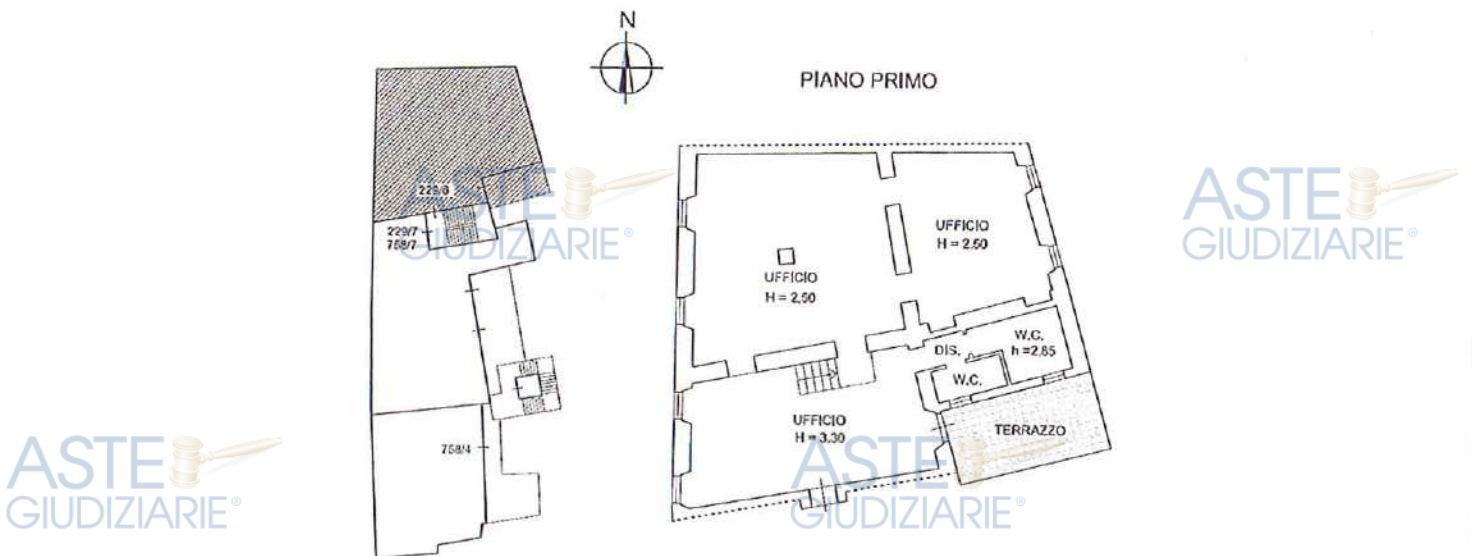 N
PIANO PRIMO
229/8
229/7
758/7
758/4
UFFICIO
H = 2,50
UFFICIO
H = 2.50
DIS.
W.C.
h =2,65
W.C.
UFFICIO
H = 3,30
TERRAZZO
ASTE
GIUDIZIARIE®
ASTE
GIUDIZIARIE®
ASTE
GIUDIZIARIE®
ASTE
GIUDIZIARIE®